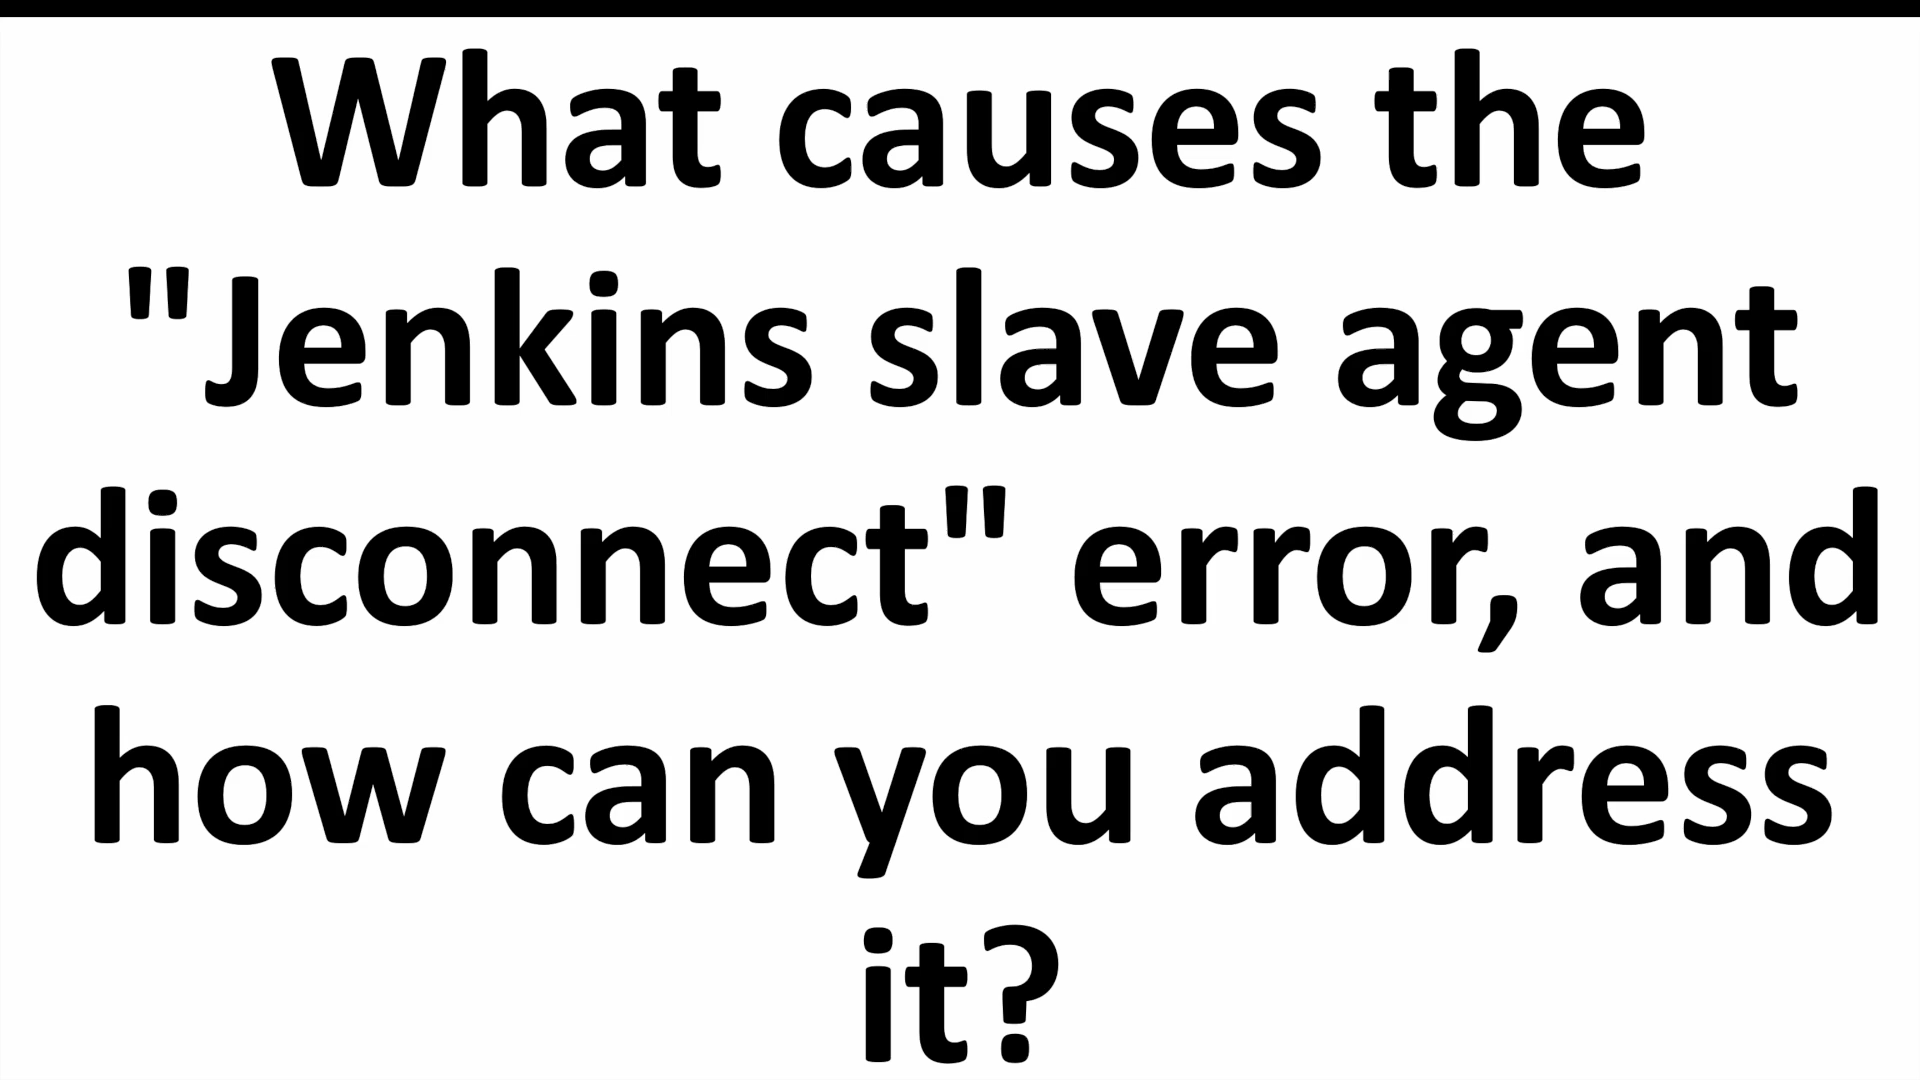 What causes the
"Jenkins slave agent
disconnect" error, and
how can you address
it?